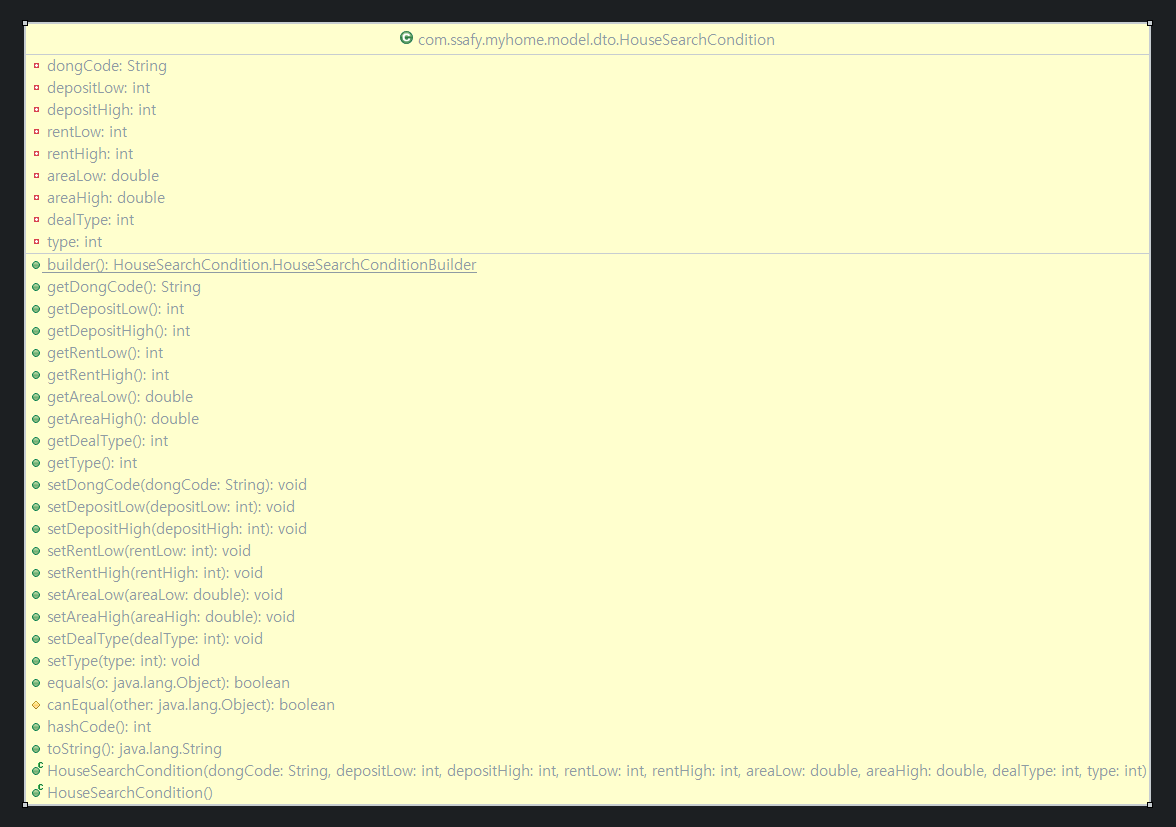 com.ssafy.myhome.model.dto.HouseSearchCondition
dongCode: String
depositLow: int
depositHigh: int
rentLow: int
rentHigh: int
areaLow: double
areaHigh: double
dealType: int
type: int
builder(): HouseSearchCondition.HouseSearchConditionBuilder
getDongCode(): String
getDepositLow(): int
getDepositHigh(): int
getRentLow(): int
getRentHigh(): int
getAreaLow(): double
getAreaHigh(): double
getDealType(): int
getType(): int
setDongCode(dongCode: String): void
setDepositLow(depositLow: int): void
setDepositHigh(depositHigh: int): void
setRentLow(rentLow: int): void
setRentHigh(rentHigh: int): void
setAreaLow(areaLow: double): void
setAreaHigh(areaHigh: double): void
setDealType(dealType: int): void
setType(type: int): void
equals(o: java.lang.Object): boolean
canEqual(other: java.lang.Object): boolean
hashCode(): int
toString(): java.lang.String
HouseSearchCondition(dongCode: String, depositLow: int, depositHigh: int, rentLow: int, rentHigh: int, areaLow: double, areaHigh: double, dealType: int, type: int)
HouseSearchCondition()